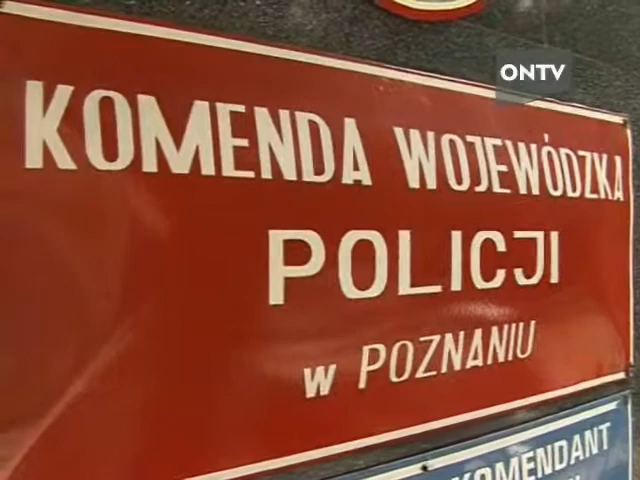 ONTV
KOMENDA WOJEWÓDZKA
POLICJI
w POZNANIU
KOMENDANT